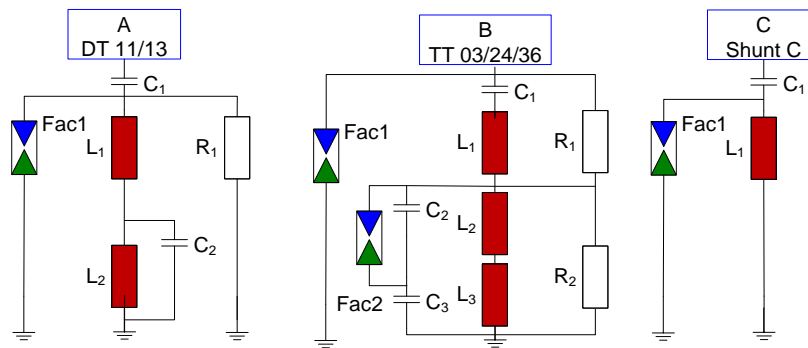 A
DT 11/13
C1
Fac1
L1
R1
C2
L2
B
TT 03/24/36
C1
Fac1
L1
R1
C2
L2
R2
Fac2
C3
L3
C
Shunt C
C1
Fac1
L1